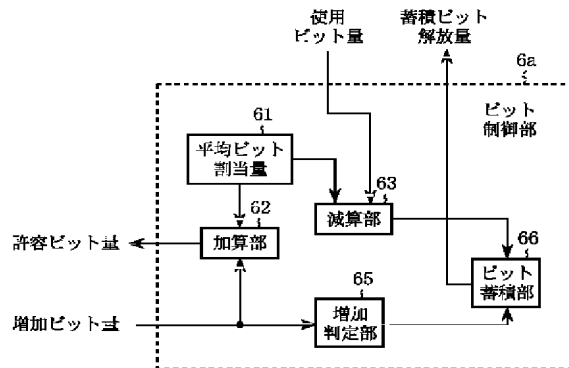 使用
ビット量
蓄積ビット
解放量
6a
ビット
制御部
61
平均ビット
割当量
62
加算部
63
減算部
許容ビット量
66
ビット
蓄積部
65
増加
判定部
増加ビット量